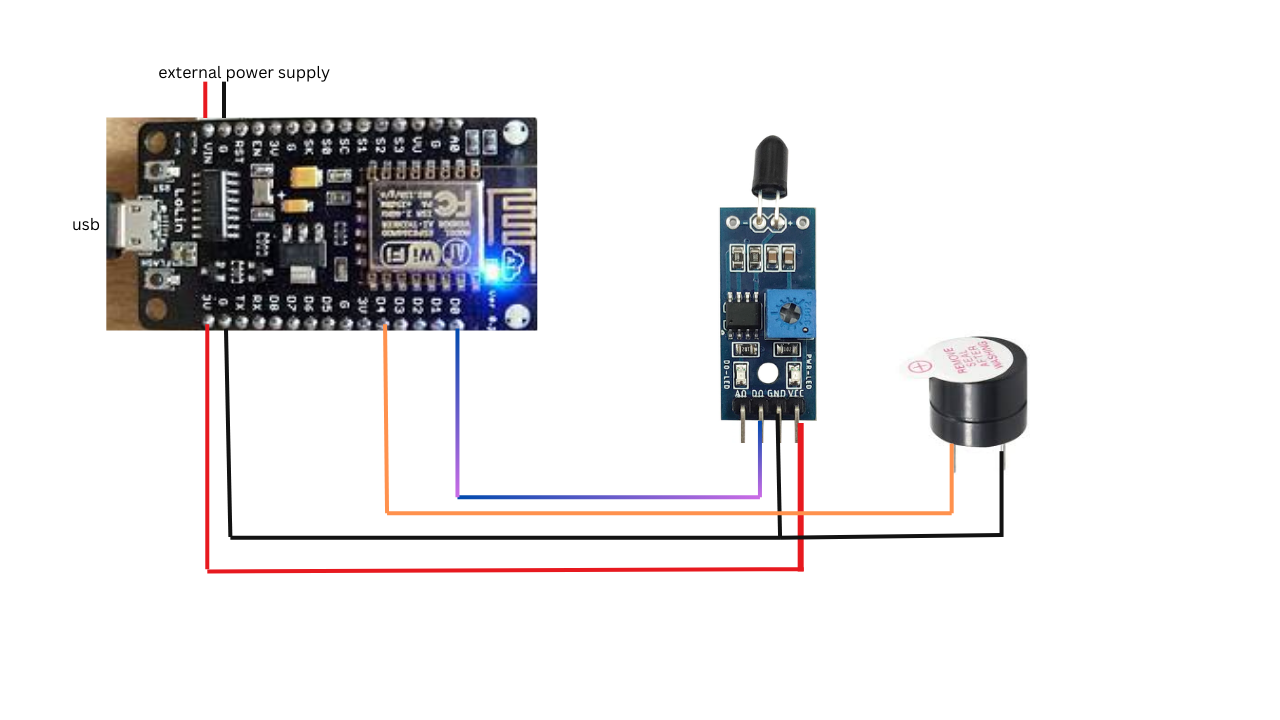 external power supply
VIN G RST EN 3V G SK S0 SC S1 S2 S3 VU G A0
RST
LoLin
usb
FLASH
WiFi
3V G TX RX D8 D7 D6 D5 G 3V D4 D3 D2 D1 D0
- +
DO-LED
PWR-LED
AO DO GND VCC
REMOVE
SEAL
AFTER
WASHING